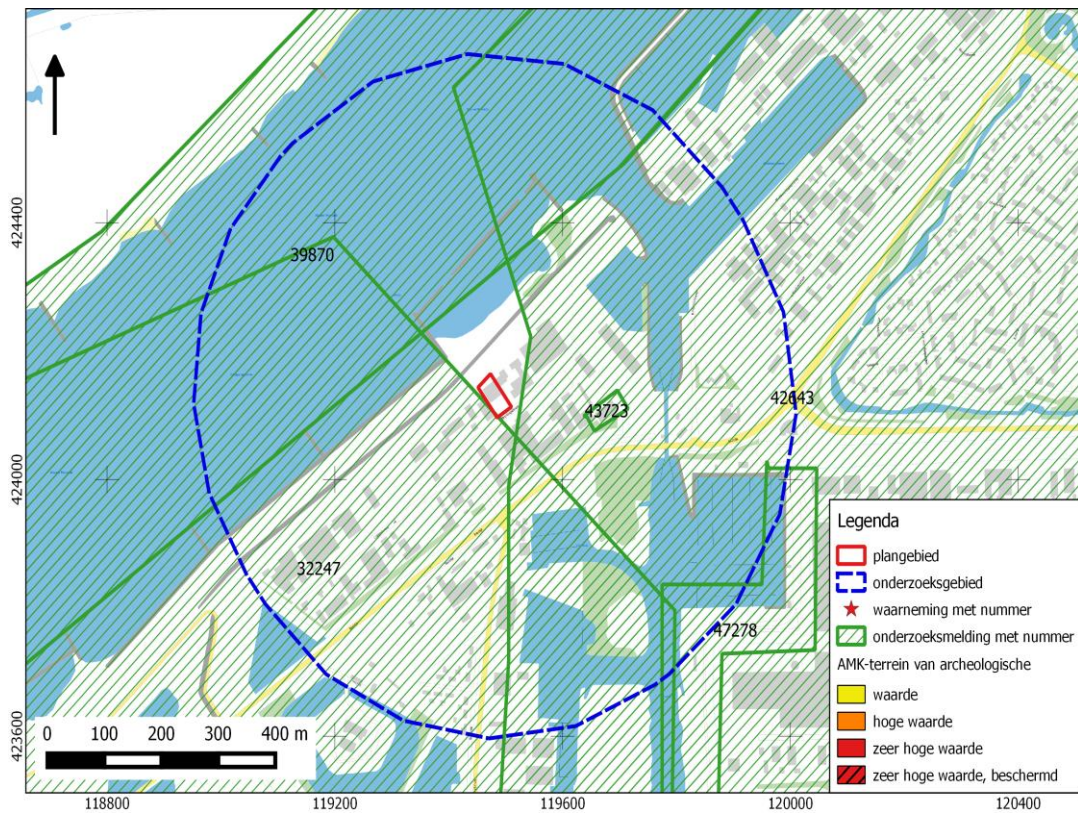 424400
424000
423600
39870
43723
42643
32247
47278
0 100 200 300 400 m
118800 119200 119600 120000 120400
Legenda
plangebied
onderzoeksgebied
waarneming met nummer
onderzoeksmelding met nummer
AMK-terrein van archeologische
waarde
hoge waarde
zeer hoge waarde
zeer hoge waarde, beschermd